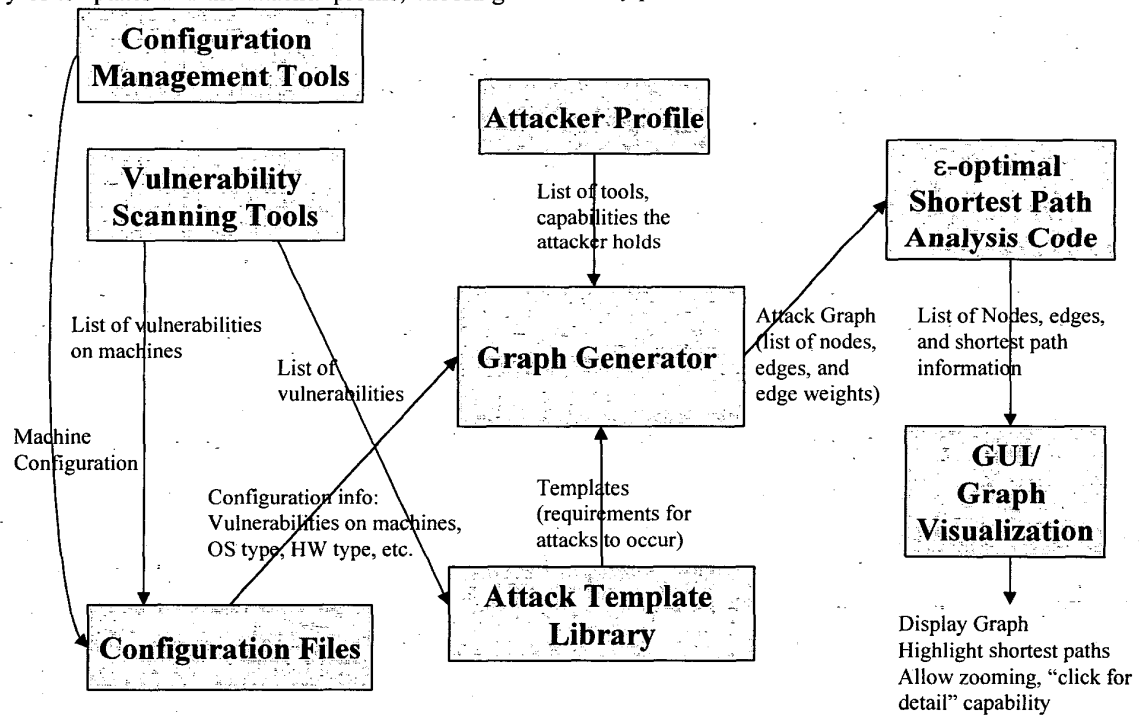 Configuration
Management Tools
Attacker Profile
Vulnerability
Scanning Tools
ε-optimal
Shortest Path
Analysis Code
List of tools,
capabilities the
attacker holds
List of vulnerabilities
on machines
List of
vulnerabilities
Graph Generator
Attack Graph
(list of nodes,
edges, and
edge weights)
List of Nodes, edges,
and shortest path
information
Machine
Configuration
Configuration info:
Vulnerabilities on machines,
OS type, HW type, etc.
Templates
(requirements for
attacks to occur)
GUI/
Graph
Visualization
Configuration Files
Attack Template
Library
Display Graph
Highlight shortest paths
Allow zooming, “click for
detail” capability